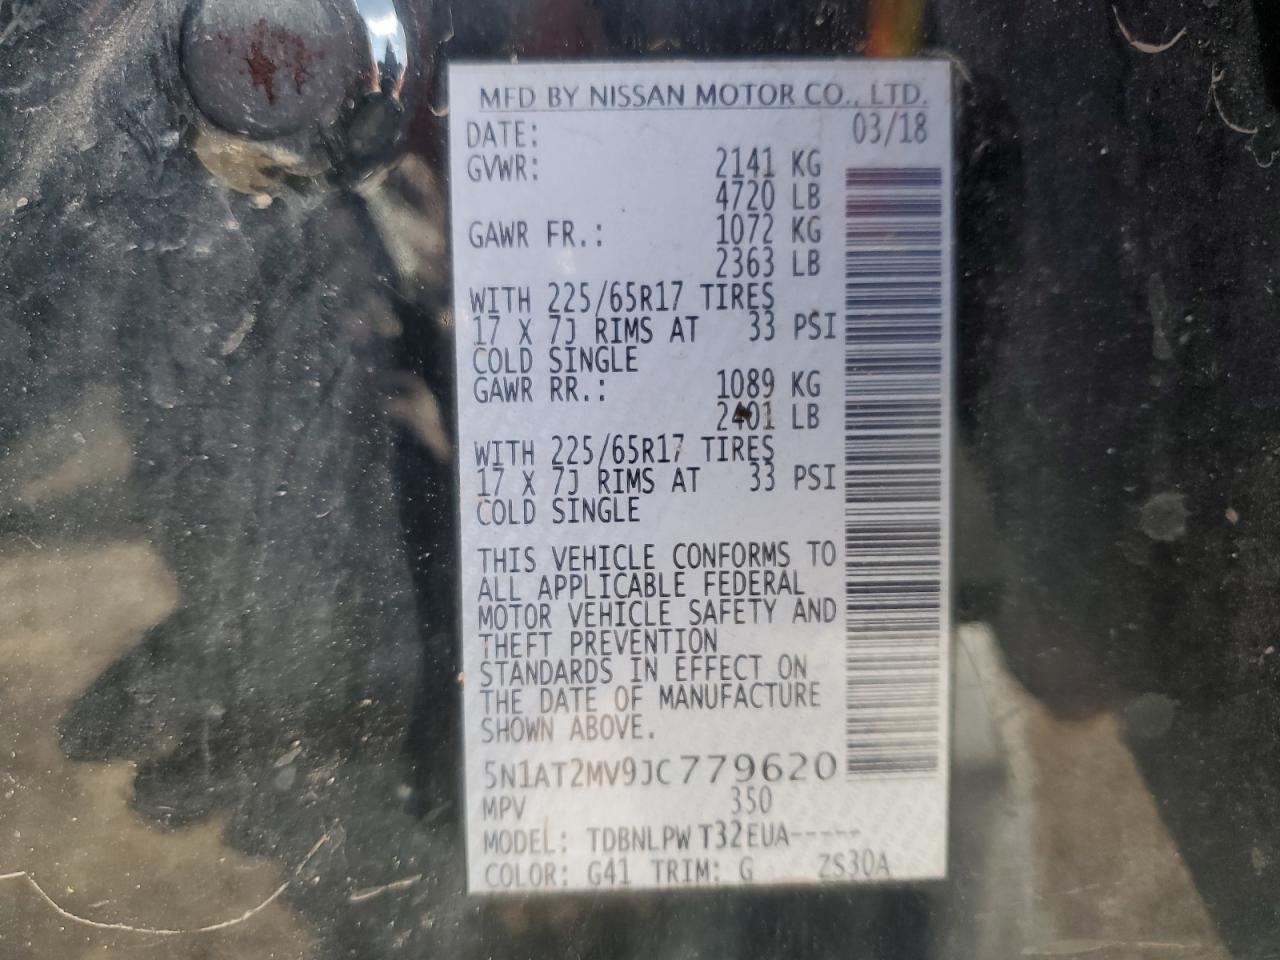 MFD BY NISSAN MOTOR CO., LTD.
DATE: 03/18
GVWR: 2141 KG
4720 LB
GAWR FR.: 1072 KG
2363 LB
WITH 225/65R17 TIRES
17 X 7J RIMS AT 33 PSI
COLD SINGLE
GAWR RR.: 1089 KG
2401 LB
WITH 225/65R17 TIRES
17 X 7J RIMS AT 33 PSI
COLD SINGLE
THIS VEHICLE CONFORMS TO
ALL APPLICABLE FEDERAL
MOTOR VEHICLE SAFETY AND
THEFT PREVENTION
STANDARDS IN EFFECT ON
THE DATE OF MANUFACTURE
SHOWN ABOVE.
5N1AT2MV9JC779620
MPV 350
MODEL: TDBNLPW T32EUA-----
COLOR: G41 TRIM: G ZS30A